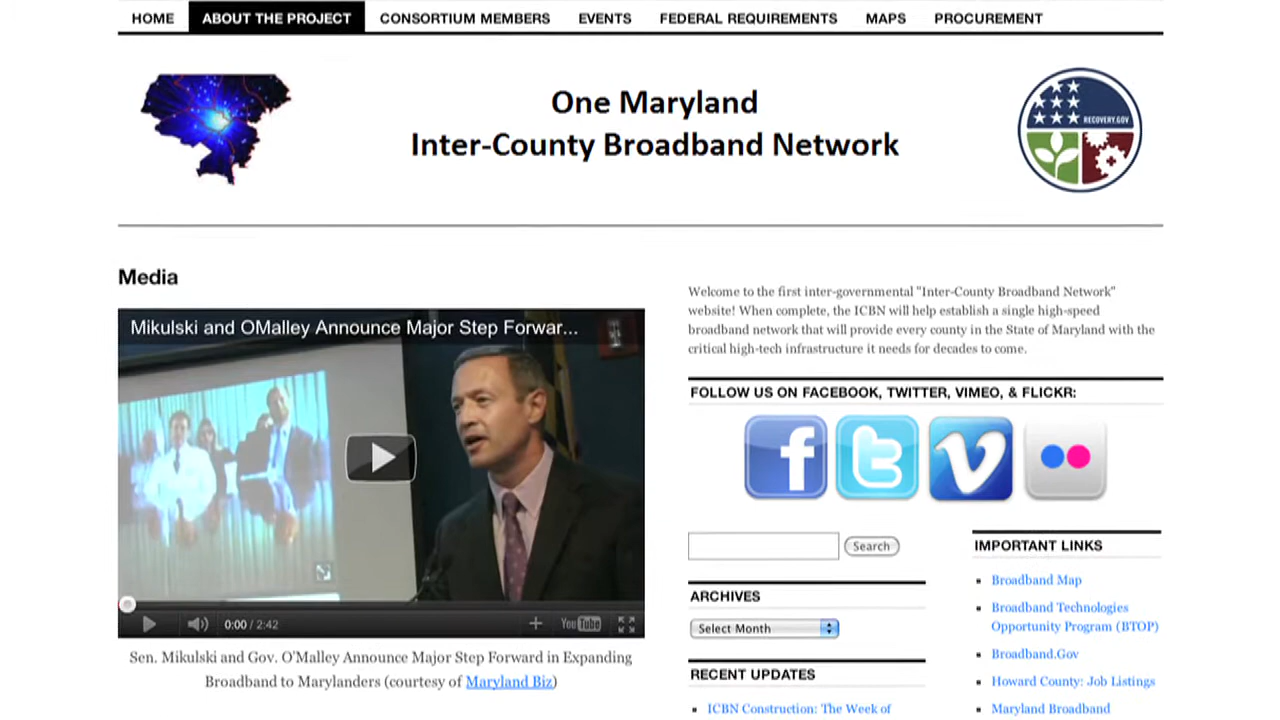 HOME ABOUT THE PROJECT CONSORTIUM MEMBERS EVENTS FEDERAL REQUIREMENTS MAPS PROCUREMENT
One Maryland
Inter-County Broadband Network
RECOVERY.GOV
Media
Mikulski and OMalley Announce Major Step Forwar...
0:00 / 2:42
YouTube
Sen. Mikulski and Gov. O'Malley Announce Major Step Forward in Expanding
Broadband to Marylanders (courtesy of Maryland Biz)
Welcome to the first inter-governmental "Inter-County Broadband Network"
website! When complete, the ICBN will help establish a single high-speed
broadband network that will provide every county in the State of Maryland with the
critical high-tech infrastructure it needs for decades to come.
FOLLOW US ON FACEBOOK, TWITTER, VIMEO, & FLICKR:
Search
ARCHIVES
Select Month
RECENT UPDATES
ICBN Construction: The Week of
IMPORTANT LINKS
Broadband Map
Broadband Technologies
Opportunity Program (BTOP)
Broadband.Gov
Howard County: Job Listings
Maryland Broadband